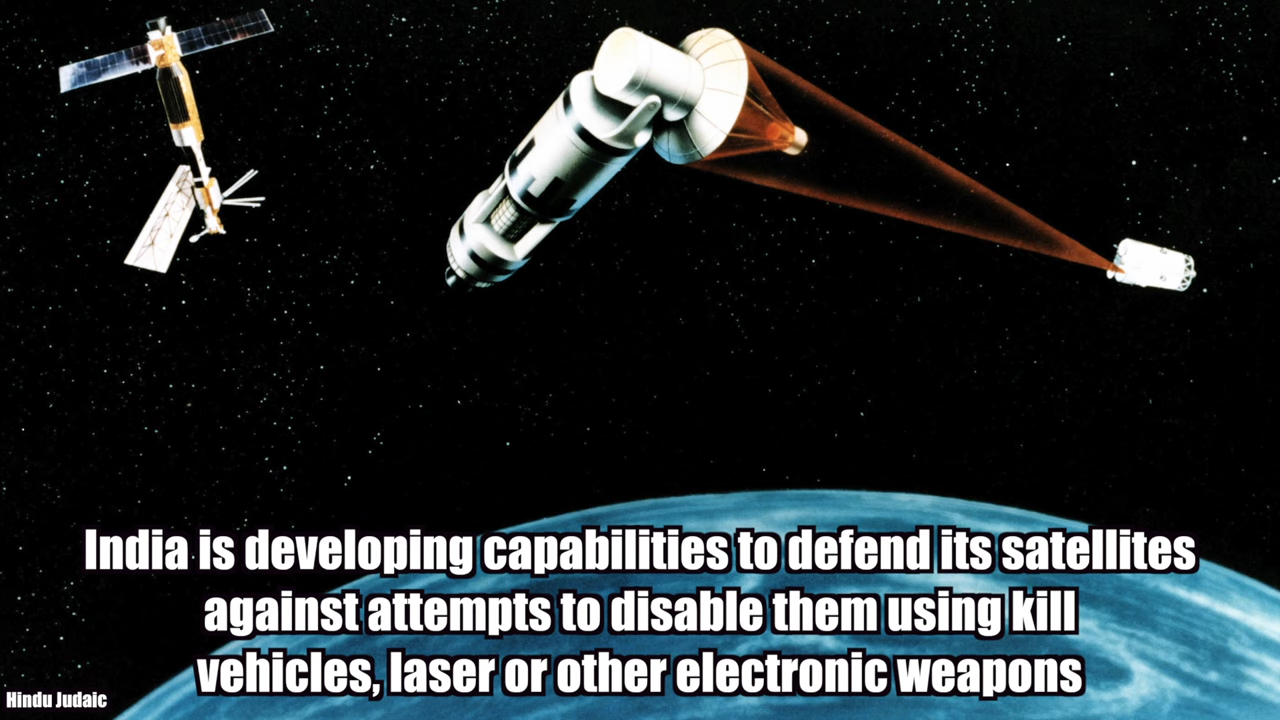 India is developing capabilities to defend its satellites
against attempts to disable them using kill
vehicles, laser or other electronic weapons
Hindu Judaic